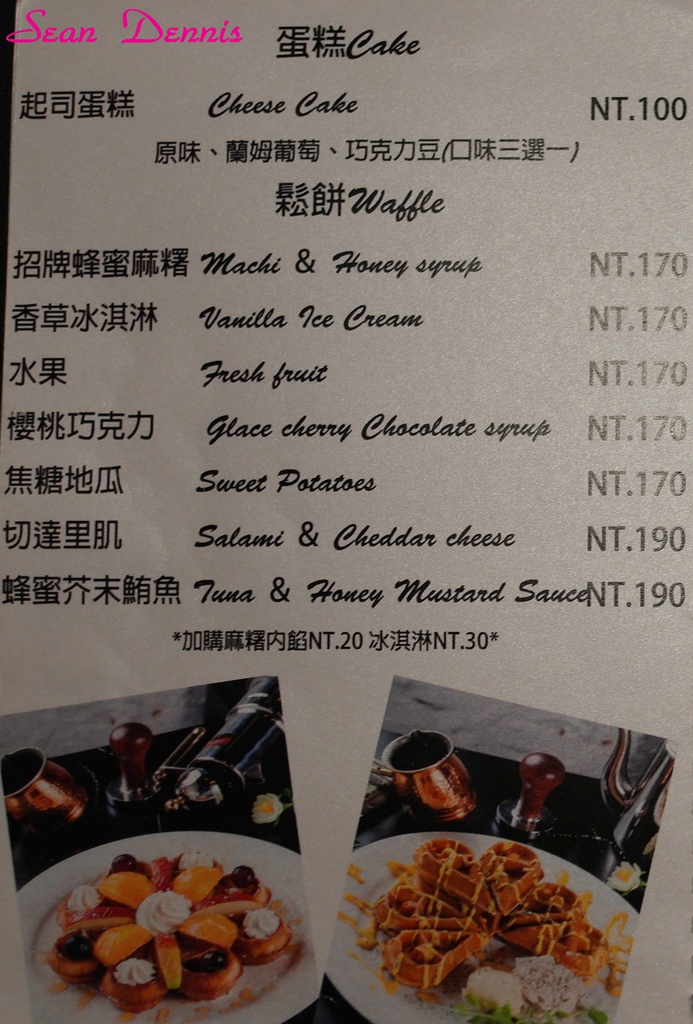 Sean Dennis
蛋糕Cake
起司蛋糕 Cheese Cake NT.100
原味、蘭姆葡萄、巧克力豆(口味三選一)
鬆餅Waffle
招牌蜂蜜麻糬 Machi & Honey syrup NT.170
香草冰淇淋 Vanilla Ice Cream NT.170
水果 Fresh fruit NT.170
櫻桃巧克力 Glace cherry Chocolate syrup NT.170
焦糖地瓜 Sweet Potatoes NT.170
切達里肌 Salami & Cheddar cheese NT.190
蜂蜜芥末鮪魚 Tuna & Honey Mustard Sauce NT.190
*加購麻糬内餡NT.20 冰淇淋NT.30*